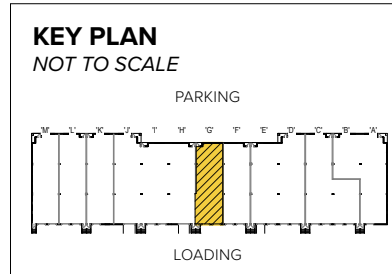 KEY PLAN
NOT TO SCALE
PARKING
'M' 'L' 'K' 'J' 'I' 'H' 'G' 'F' 'E' 'D' 'C' 'B' 'A'
LOADING